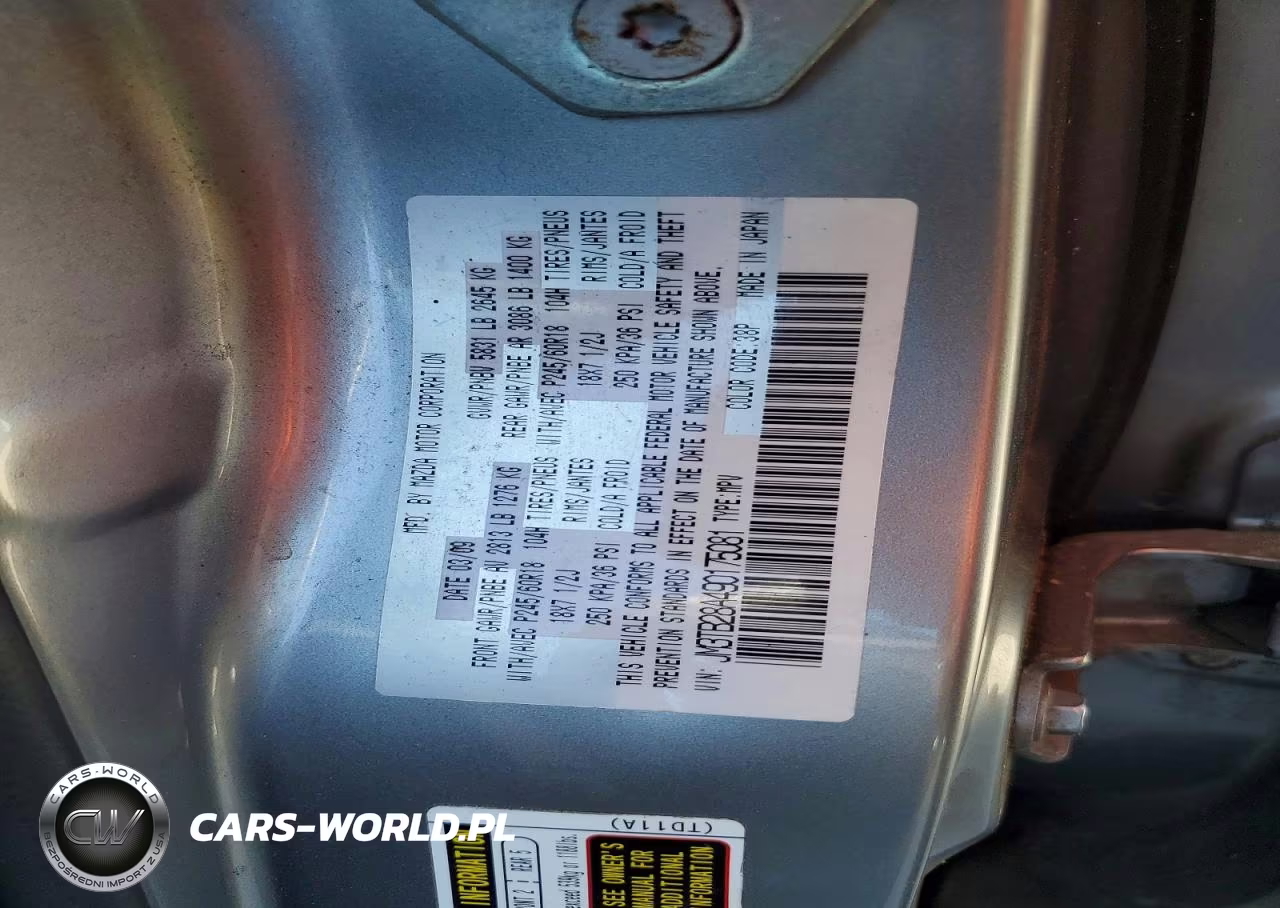 MFD. BY MAZDA MOTOR CORPORATION
DATE 03/09 GVWR/PNBV 5831 LB 2645 KG
FRONT GAWR/PNBE AV 2813 LB 1276 KG REAR GAWR/PNBE AR 3086 LB 1400 KG
WITH/AVEC P245/60R18 104H TIRES/PNEUS WITH/AVEC P245/60R18 104H TIRES/PNEUS
18X7 1/2J RIMS/JANTES 18X7 1/2J RIMS/JANTES
250 KPA/36 PSI COLD/A FROID 250 KPA/36 PSI COLD/A FROID
THIS VEHICLE CONFORMS TO ALL APPLICABLE FEDERAL MOTOR VEHICLE SAFETY AND THEFT
PREVENTION STANDARDS IN EFFECT ON THE DATE OF MANUFACTURE SHOWN ABOVE.
VIN: JM3TB28A490175081 TYPE:MPV
COLOR CODE:38P MADE IN JAPAN
REAR 5
exceed 539kg or 1188lbs.
SEE OWNER'S
MANUAL FOR
ADDITIONAL
INFORMATION
(TD11A)
CARS-WORLD
CW
BEZPOŚREDNI IMPORT Z USA
CARS-WORLD.PL